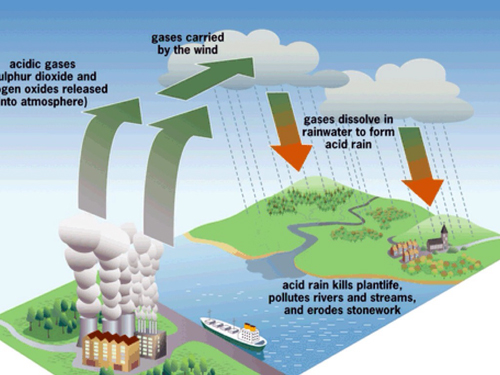 acidic gases
ulphur dioxide and
ogen oxides released
nto atmosphere)
gases carried
by the wind
gases dissolve in
rainwater to form
acid rain
acid rain kills plantlife,
pollutes rivers and streams,
and erodes stonework